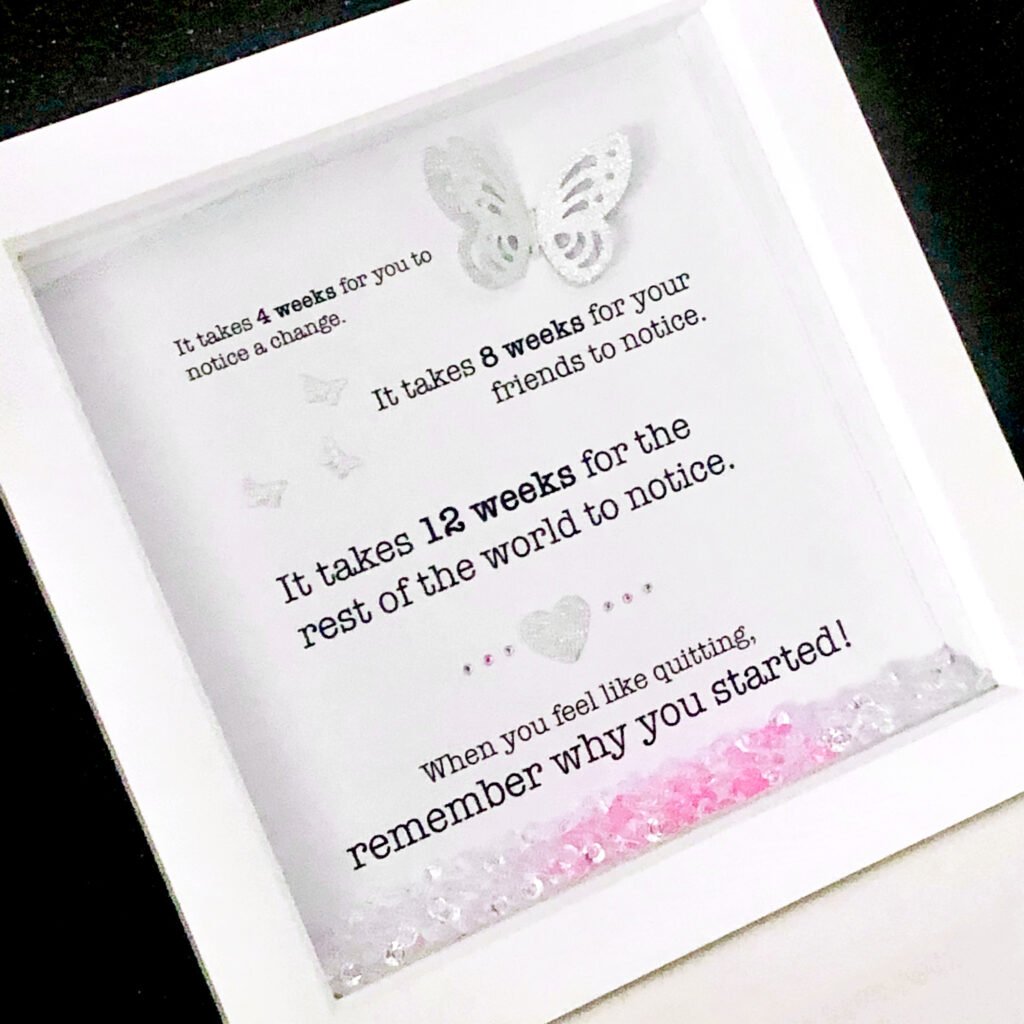 It takes 4 weeks for you to
notice a change.
It takes 8 weeks for your
friends to notice.
It takes 12 weeks for the
rest of the world to notice.
When you feel like quitting,
remember why you started!